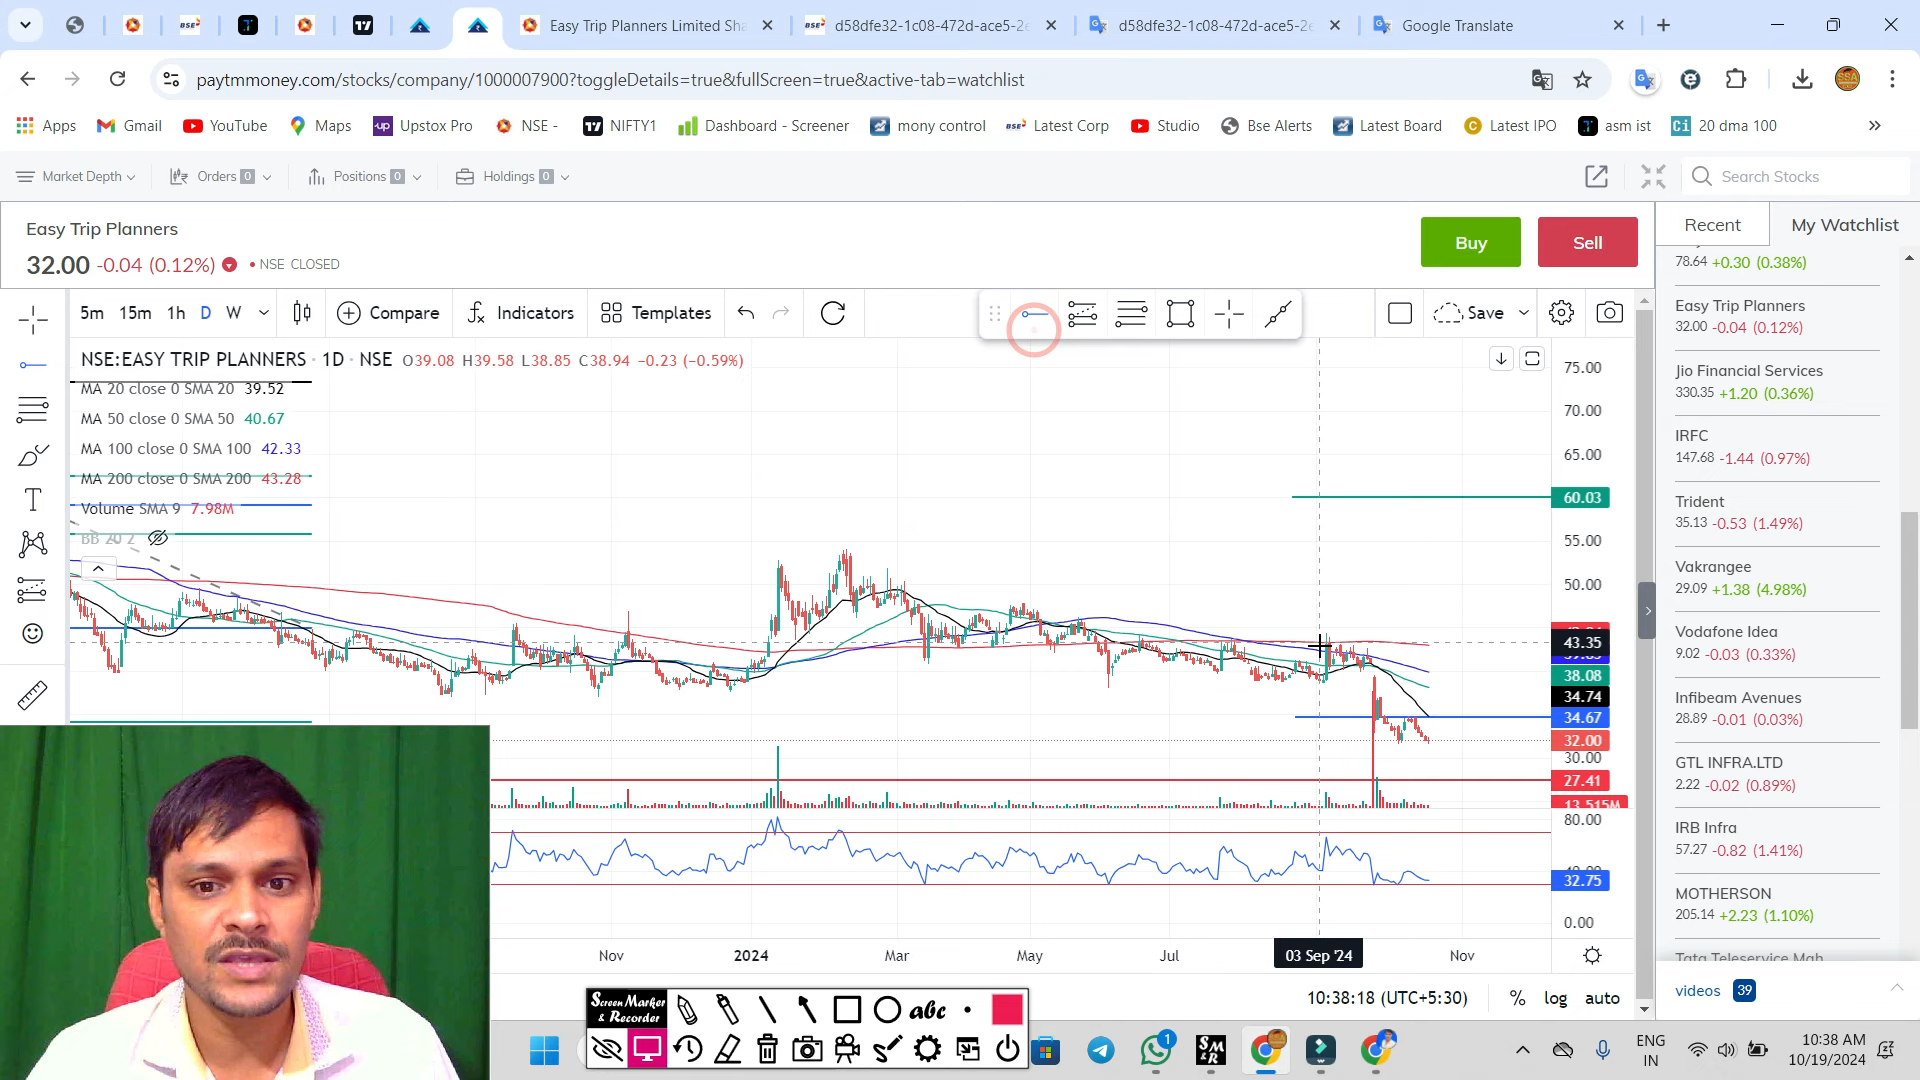 Easy Trip Planners Limited Sha
d58dfe32-1c08-472d-ace5-2e
d58dfe32-1c08-472d-ace5-2e
Google Translate
paytmmoney.com/stocks/company/1000007900?toggleDetails=true&fullScreen=true&active-tab=watchlist
Apps
Gmail
YouTube
Maps
up Upstox Pro
NSE -
NIFTY1
Dashboard - Screener
mony control
BSE Latest Corp
Studio
Bse Alerts
Latest Board
Latest IPO
asm ist
Ci 20 dma 100
Market Depth
Orders 0
Positions 0
Holdings 0
Search Stocks
Easy Trip Planners
32.00 -0.04 (0.12%) • NSE CLOSED
Buy
Sell
Recent
My Watchlist
5m 15m 1h D W
Compare
Indicators
Templates
Save
NSE:EASY TRIP PLANNERS · 1D · NSE O39.08 H39.58 L38.85 C38.94 −0.23 (−0.59%)
MA 20 close 0 SMA 20 39.52
MA 50 close 0 SMA 50 40.67
MA 100 close 0 SMA 100 42.33
MA 200 close 0 SMA 200 43.28
Volume SMA 9 7.98M
BB 20 2
75.00
70.00
65.00
60.03
55.00
50.00
43.35
38.08
34.74
34.67
32.00
30.00
27.41
13.515M
80.00
32.75
0.00
Nov
2024
Mar
May
Jul
03 Sep '24
Nov
10:38:18 (UTC+5:30)
% log auto
78.64 +0.30 (0.38%)
Easy Trip Planners
32.00 -0.04 (0.12%)
Jio Financial Services
330.35 +1.20 (0.36%)
IRFC
147.68 -1.44 (0.97%)
Trident
35.13 -0.53 (1.49%)
Vakrangee
29.09 +1.38 (4.98%)
Vodafone Idea
9.02 -0.03 (0.33%)
Infibeam Avenues
28.89 -0.01 (0.03%)
GTL INFRA.LTD
2.22 -0.02 (0.89%)
IRB Infra
57.27 -0.82 (1.41%)
MOTHERSON
205.14 +2.23 (1.10%)
Tata Teleservice Mah
videos 39
Screen Marker
& Recorder
abc
1
SM
&R
ENG
IN
10:38 AM
10/19/2024